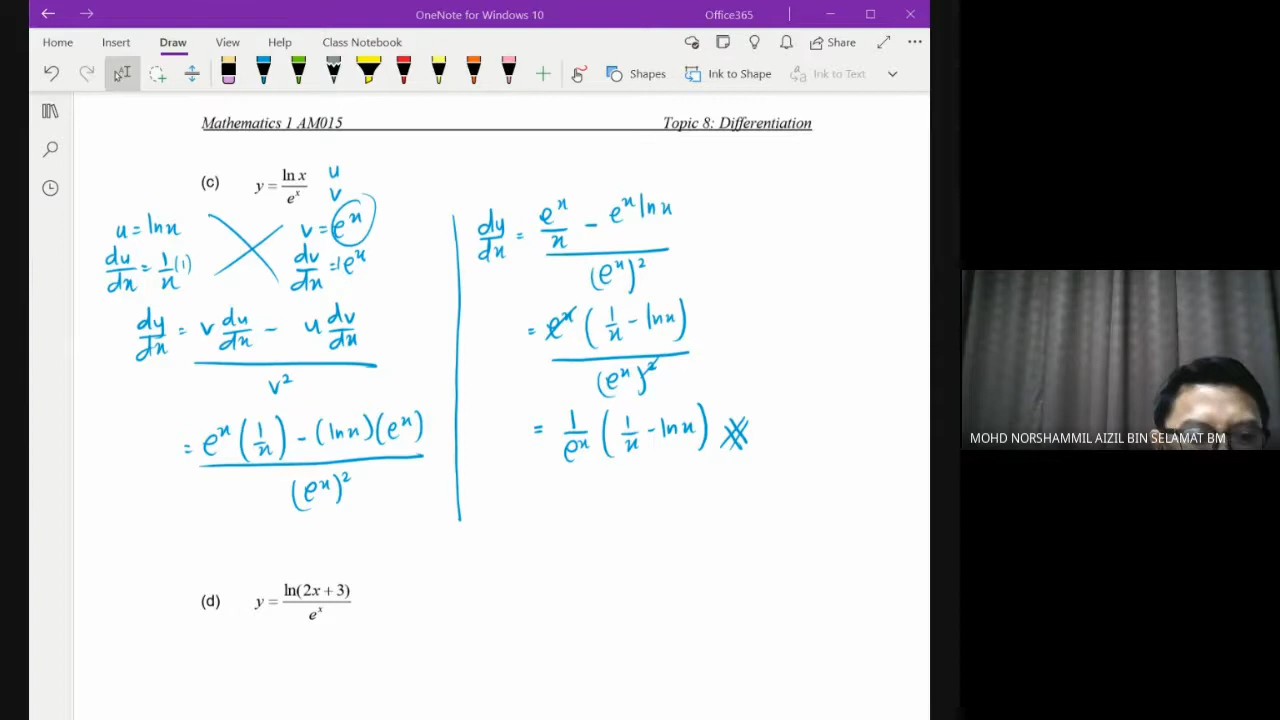 OneNote for Windows 10
Office365
Home Insert Draw View Help Class Notebook
Share
Shapes Ink to Shape Ink to Text
Mathematics 1 AM015 Topic 8: Differentiation
(c) y = ln x / e^x
u
v
u = ln x
v = e^x
du/dx = 1/x (1)
dv/dx = 1e^x
dy/dx = (v du/dx - u dv/dx) / v²
= (e^x (1/x) - (ln x)(e^x)) / (e^x)²
dy/dx = (e^x/x - e^x ln x) / (e^x)²
= e^x (1/x - ln x) / (e^x)²
= 1/e^x (1/x - ln x)
(d) y = ln(2x + 3) / e^x
MOHD NORSHAMMIL AIZIL BIN SELAMAT BM